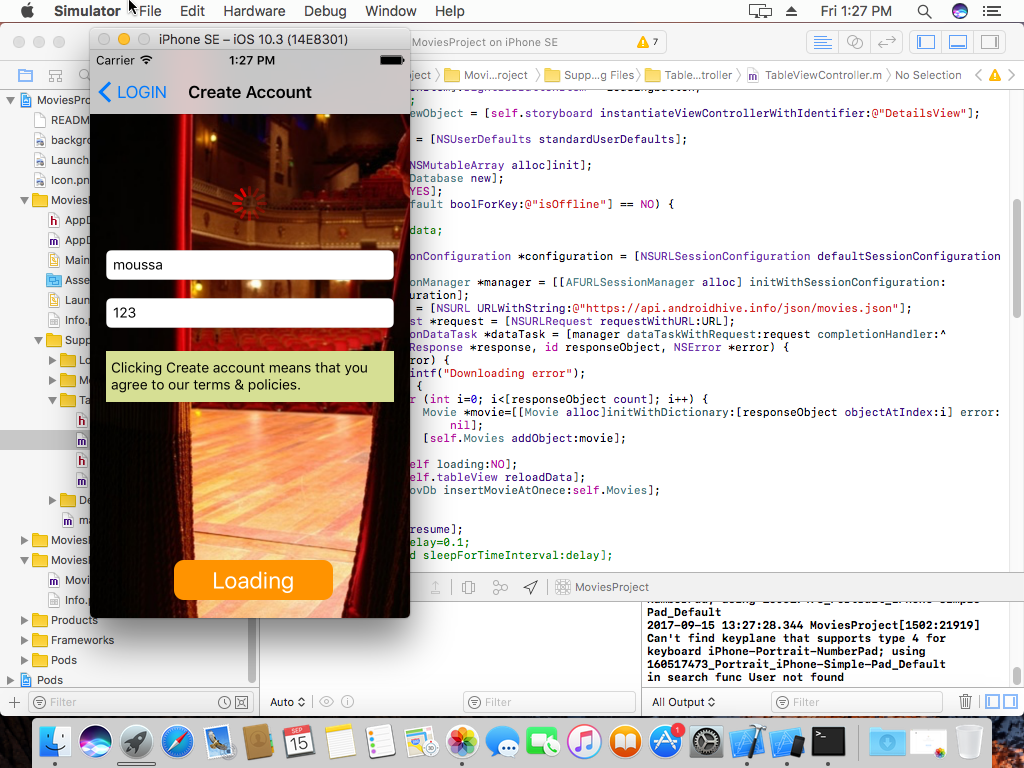 Simulator File Edit Hardware Debug Window Help Fri 1:27 PM
iPhone SE – iOS 10.3 (14E8301)
MoviesProject on iPhone SE 7
Carrier 1:27 PM
LOGIN Create Account
moussa
123
Clicking Create account means that you
agree to our terms & policies.
Loading
Movi...roject Supp...g Files) Table...troller TableViewController.m No Selection
MoviesPro
READM
backgro
Launch
Icon.pn
Movies
AppD
AppD
Main
Asse
Laun
Info.p
Supp
Lo
Mo
Ta
De
ma
Movies
Movies
Movi
Info.p
Products
Frameworks
Pods
Pods
ewObject = [self.storyboard instantiateViewControllerWithIdentifier:@"DetailsView"];
= [NSUserDefaults standardUserDefaults];
NSMutableArray alloc]init];
Database new];
YES];
fault boolForKey:@"isOffline"] == NO) {
data;
onConfiguration *configuration = [NSURLSessionConfiguration defaultSessionConfiguration
onManager *manager = [[AFURLSessionManager alloc] initWithSessionConfiguration:
uration];
= [NSURL URLWithString:@"https://api.androidhive.info/json/movies.json"];
st *request = [NSURLRequest requestWithURL:URL];
onDataTask *dataTask = [manager dataTaskWithRequest:request completionHandler:^
Response *response, id responseObject, NSError *error) {
ror) {
intf("Downloading error");
{
r (int i=0; i<[responseObject count]; i++) {
Movie *movie=[[Movie alloc]initWithDictionary:[responseObject objectAtIndex:i] error:
nil];
[self.Movies addObject:movie];
elf loading:NO];
elf.tableView reloadData];
ovDb insertMovieAtOnece:self.Movies];
resume];
elay=0.1;
d sleepForTimeInterval:delay];
MoviesProject
Pad_Default
2017-09-15 13:27:28.344 MoviesProject[1502:21919]
Can't find keyplane that supports type 4 for
keyboard iPhone-Portrait-NumberPad; using
160517473_Portrait_iPhone-Simple-Pad_Default
in search func User not found
Filter Auto Filter All Output Filter
SEP
15
1